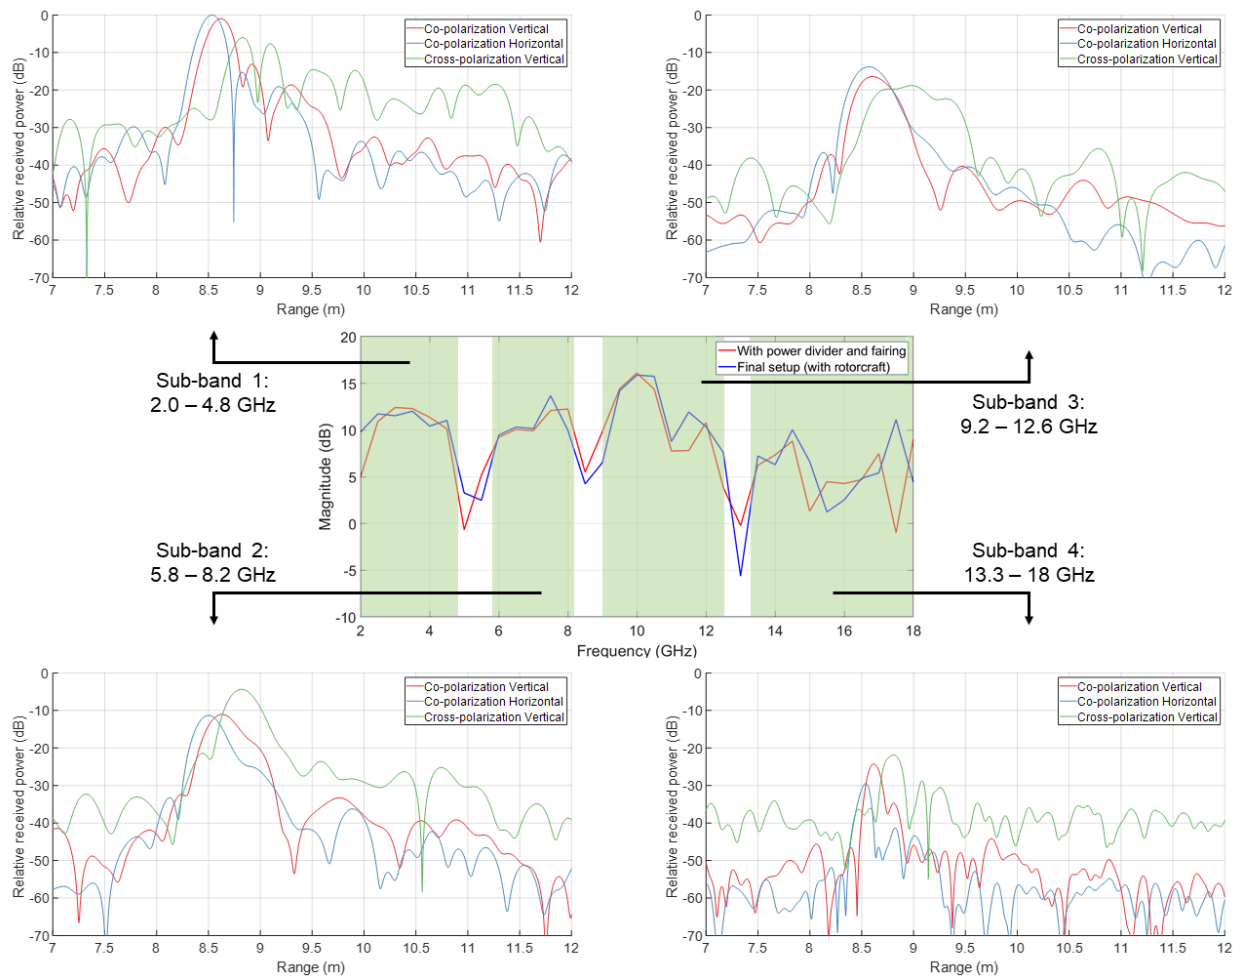 0
-10
-20
-30
-40
-50
-60
-70
Relative received power (dB)
Co-polarization Vertical
Co-polarization Horizontal
Cross-polarization Vertical
7 7.5 8 8.5 9 9.5 10 10.5 11 11.5 12
Range (m)
0
-10
-20
-30
-40
-50
-60
-70
Relative received power (dB)
Co-polarization Vertical
Co-polarization Horizontal
Cross-polarization Vertical
7 7.5 8 8.5 9 9.5 10 10.5 11 11.5 12
Range (m)
Sub-band 1:
2.0 – 4.8 GHz
20
15
10
5
0
-5
-10
Magnitude (dB)
With power divider and fairing
Final setup (with rotorcraft)
2 4 6 8 10 12 14 16 18
Frequency (GHz)
Sub-band 3:
9.2 – 12.6 GHz
Sub-band 2:
5.8 – 8.2 GHz
Sub-band 4:
13.3 – 18 GHz
0
-10
-20
-30
-40
-50
-60
-70
Relative received power (dB)
Co-polarization Vertical
Co-polarization Horizontal
Cross-polarization Vertical
7 7.5 8 8.5 9 9.5 10 10.5 11 11.5 12
Range (m)
0
-10
-20
-30
-40
-50
-60
-70
Relative received power (dB)
Co-polarization Vertical
Co-polarization Horizontal
Cross-polarization Vertical
7 7.5 8 8.5 9 9.5 10 10.5 11 11.5 12
Range (m)